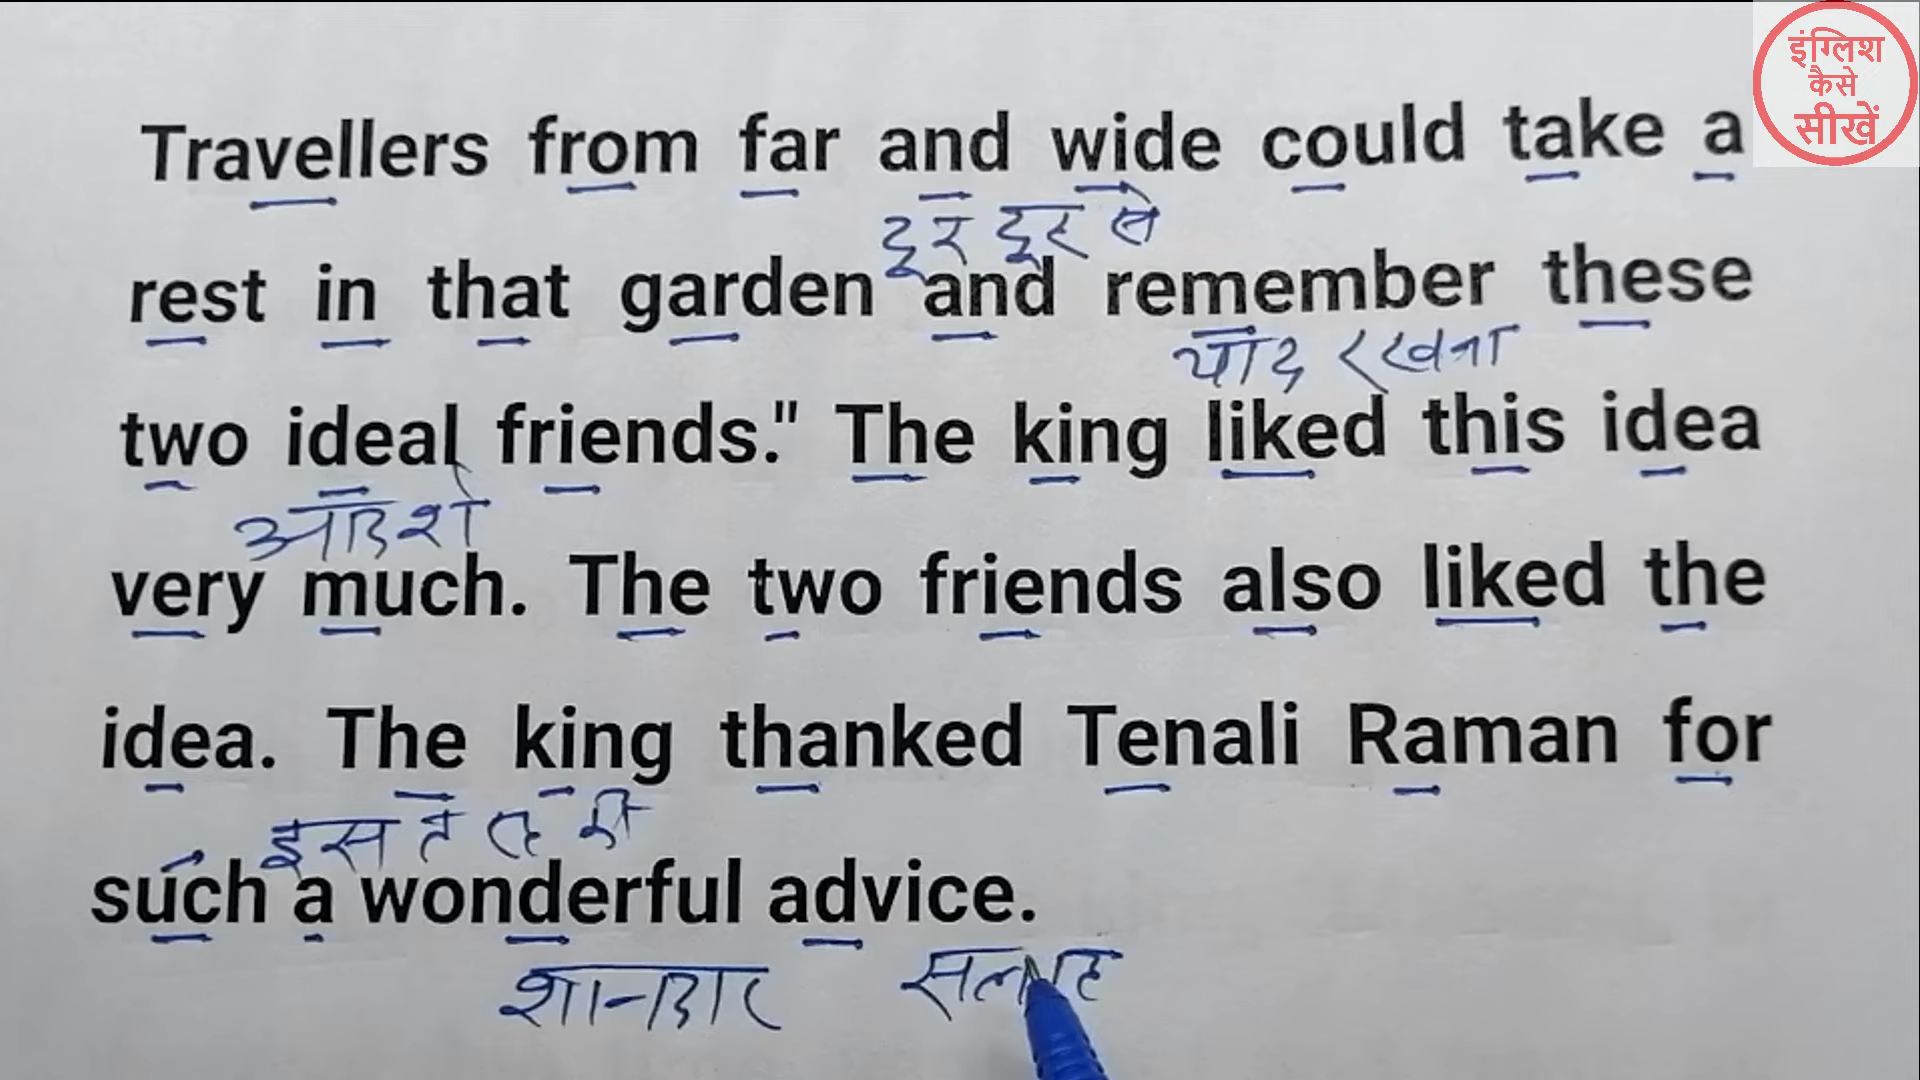 इंग्लिश
कैसे
सीखें
Travellers from far and wide could take a
दूर दूर से
rest in that garden and remember these
याद रखना
two ideal friends." The king liked this idea
आदर्श
very much. The two friends also liked the
idea. The king thanked Tenali Raman for
इस तरह की
such a wonderful advice.
शानदार सलाह